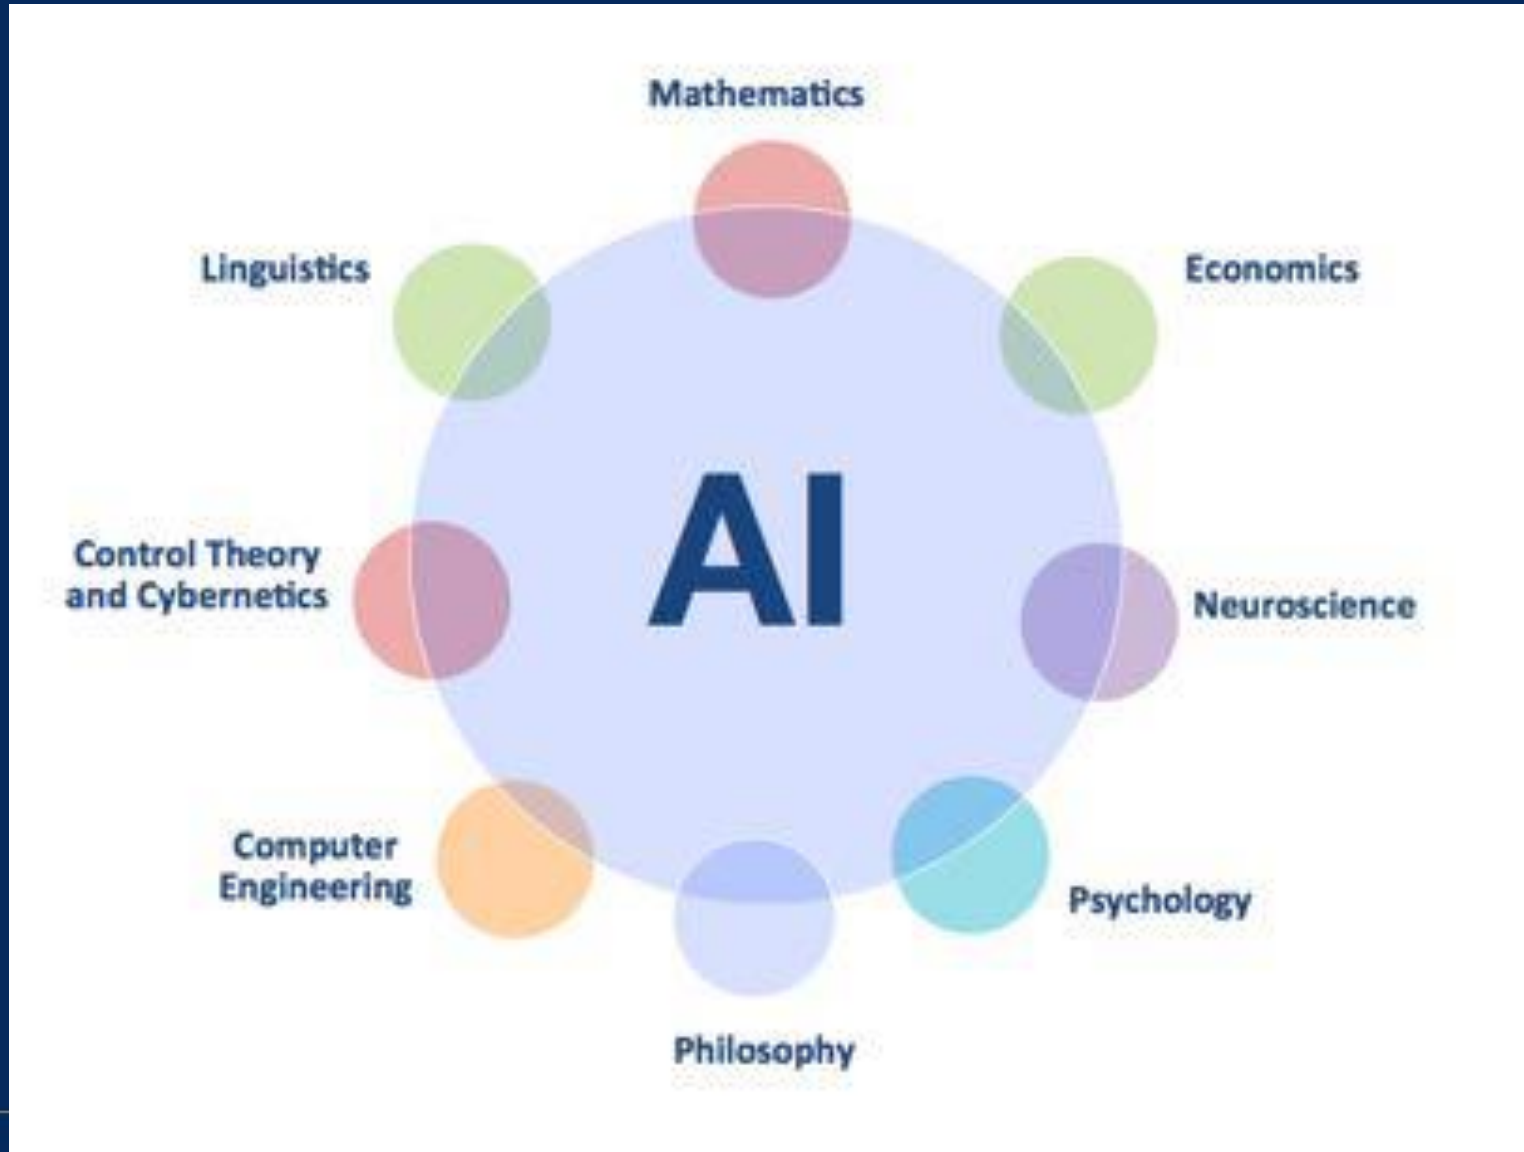 Mathematics
Linguistics
Economics
AI
Control Theory
and Cybernetics
Neuroscience
Computer
Engineering
Psychology
Philosophy